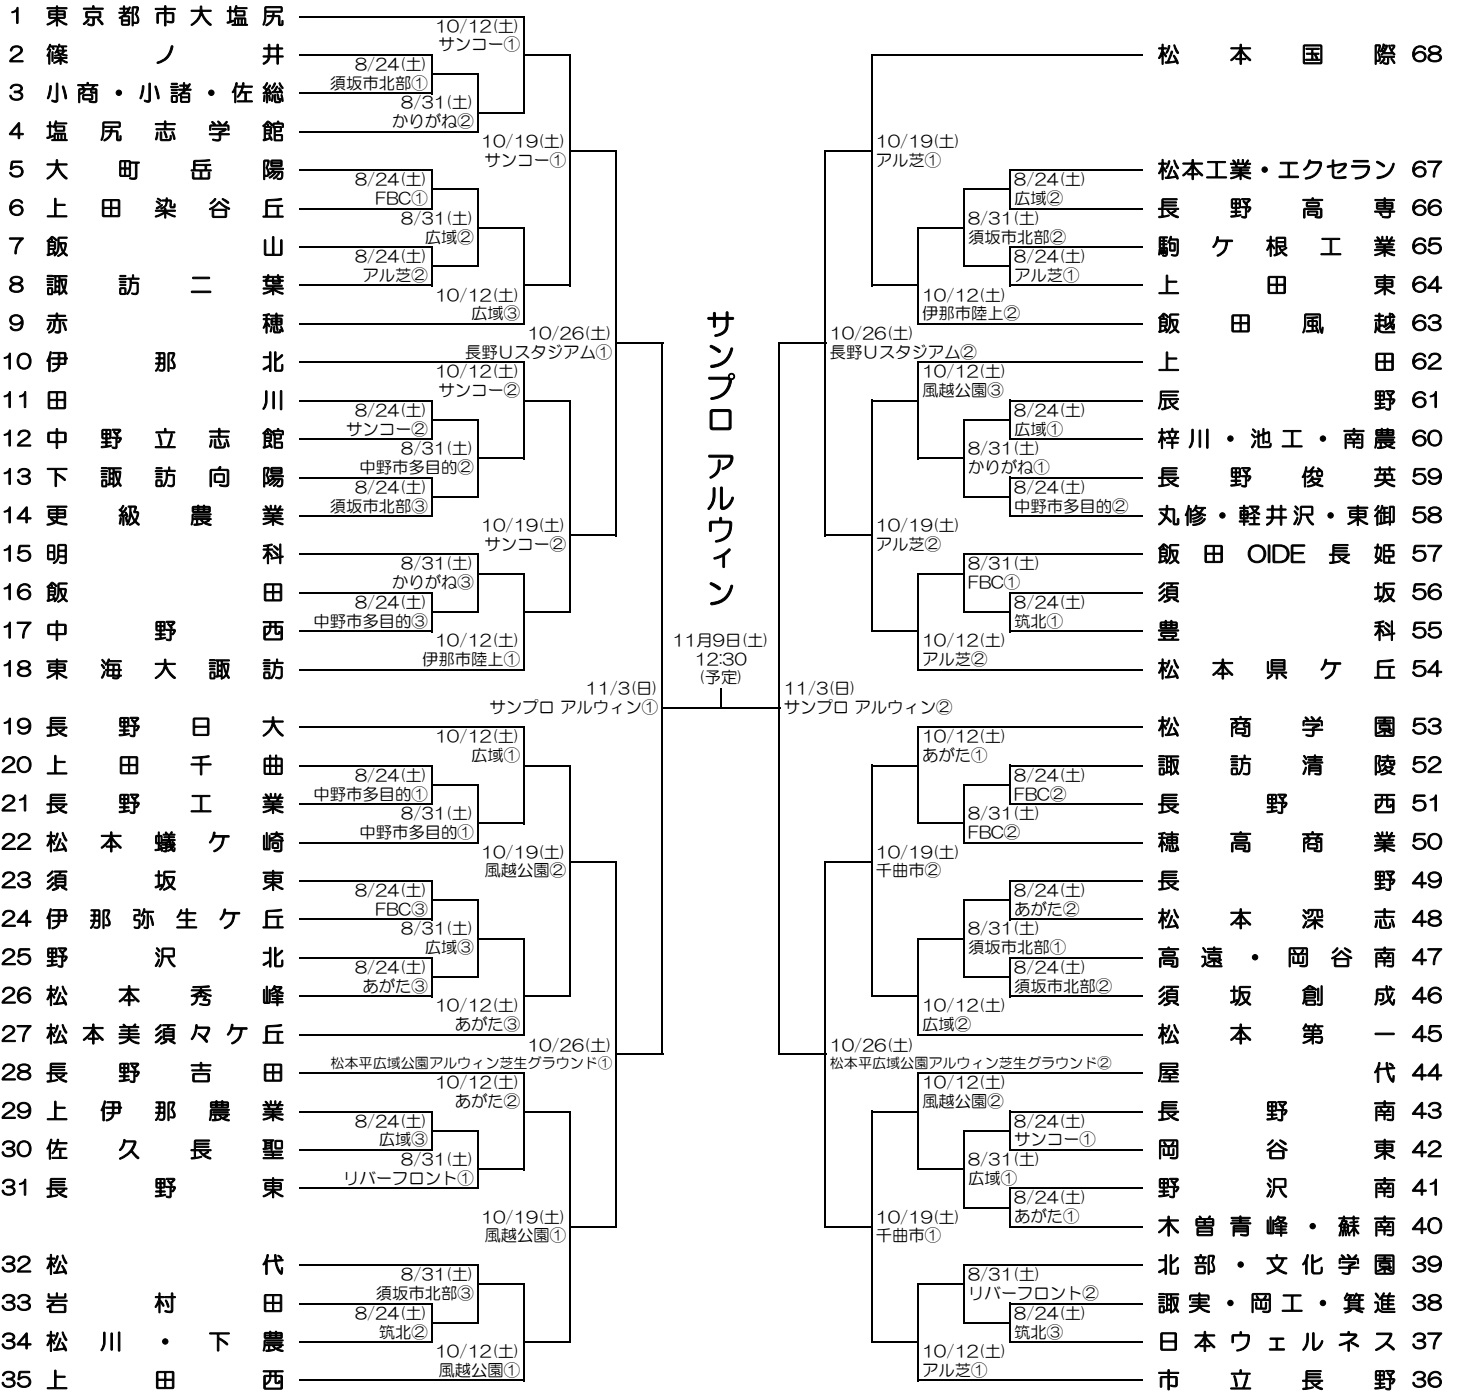 1 東京都市大塩尻
10/12(土)
サンコー①
2 篠ノ井
8/24(土)
須坂市北部①
3 小商・小諸・佐総
8/31(土)
かりがね②
4 塩尻志学館
10/19(土)
サンコー①
5 大町岳陽
8/24(土)
FBC①
6 上田染谷丘
8/31(土)
広域②
7 飯山
8/24(土)
アル芝②
8 諏訪二葉
10/12(土)
広域③
9 赤穂
10/26(土)
長野Uスタジアム①
10 伊那北
10/12(土)
サンコー②
11 田川
8/24(土)
サンコー②
12 中野立志館
8/31(土)
中野市多目的②
13 下諏訪向陽
8/24(土)
須坂市北部③
14 更級農業
10/19(土)
サンコー②
15 明科
8/31(土)
かりがね③
16 飯田
8/24(土)
中野市多目的③
17 中野西
10/12(土)
伊那市陸上①
18 東海大諏訪
11/3(日)
サンプロ アルウィン①
19 長野日大
10/12(土)
広域①
20 上田千曲
8/24(土)
中野市多目的①
21 長野工業
8/31(土)
中野市多目的①
22 松本蟻ケ崎
10/19(土)
風越公園②
23 須坂東
8/24(土)
FBC③
24 伊那弥生ケ丘
8/31(土)
広域③
25 野沢北
8/24(土)
あがた③
26 松本秀峰
10/12(土)
あがた③
27 松本美須々ケ丘
10/26(土)
松本平広域公園アルウィン芝生グラウンド①
28 長野吉田
10/12(土)
あがた②
29 上伊那農業
8/24(土)
広域③
30 佐久長聖
8/31(土)
リバーフロント①
31 長野東
10/19(土)
風越公園①
32 松代
8/31(土)
須坂市北部③
33 岩村田
8/24(土)
筑北②
34 松川・下農
10/12(土)
風越公園①
35 上田西
サンプロ アルウィン
11月9日(土)
12:30
(予定)
松本国際 68
10/19(土)
アル芝①
松本工業・エクセラン 67
8/24(土)
広域②
長野高専 66
8/31(土)
須坂市北部②
駒ケ根工業 65
8/24(土)
アル芝①
上田東 64
10/12(土)
伊那市陸上②
飯田風越 63
10/26(土)
長野Uスタジアム②
上田 62
10/12(土)
風越公園③
辰野 61
8/24(土)
広域①
梓川・池工・南農 60
8/31(土)
かりがね①
長野俊英 59
8/24(土)
中野市多目的②
丸修・軽井沢・東御 58
10/19(土)
アル芝②
飯田OIDE長姫 57
8/31(土)
FBC①
須坂 56
8/24(土)
筑北①
豊科 55
10/12(土)
アル芝②
松本県ケ丘 54
11/3(日)
サンプロ アルウィン②
松商学園 53
10/12(土)
あがた①
諏訪清陵 52
8/24(土)
FBC②
長野西 51
8/31(土)
FBC②
穂高商業 50
10/19(土)
千曲市②
長野 49
8/24(土)
あがた②
松本深志 48
8/31(土)
須坂市北部①
高遠・岡谷南 47
8/24(土)
須坂市北部②
須坂創成 46
10/12(土)
広域②
松本第一 45
10/26(土)
松本平広域公園アルウィン芝生グラウンド②
屋代 44
10/12(土)
風越公園②
長野南 43
8/24(土)
サンコー①
岡谷東 42
8/31(土)
広域①
野沢南 41
8/24(土)
あがた①
木曽青峰・蘇南 40
10/19(土)
千曲市①
北部・文化学園 39
8/31(土)
リバーフロント②
諏実・岡工・箕進 38
8/24(土)
筑北③
日本ウェルネス 37
10/12(土)
アル芝①
市立長野 36